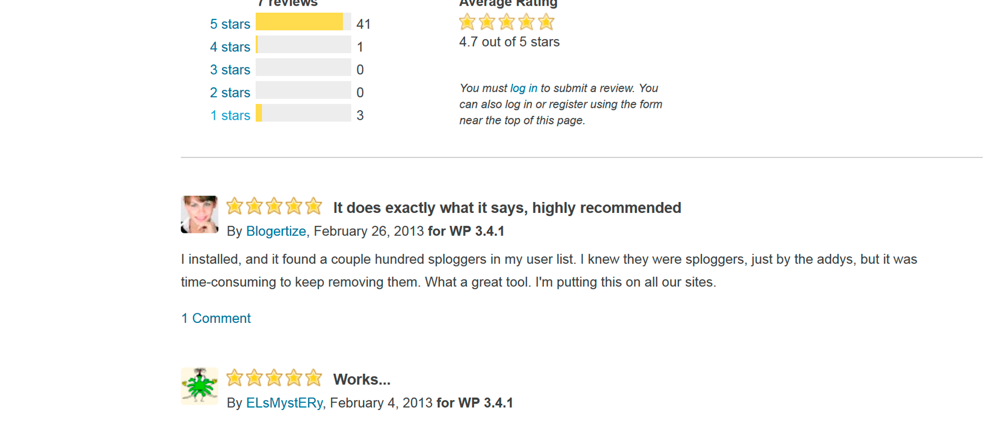 7 reviews
Average Rating
5 stars 41
4 stars 1
3 stars 0
2 stars 0
1 stars 3
4.7 out of 5 stars
You must log in to submit a review. You
can also log in or register using the form
near the top of this page.
It does exactly what it says, highly recommended
By Blogertize, February 26, 2013 for WP 3.4.1
I installed, and it found a couple hundred sploggers in my user list. I knew they were sploggers, just by the addys, but it was
time-consuming to keep removing them. What a great tool. I'm putting this on all our sites.
1 Comment
Works...
By ELsMystERy, February 4, 2013 for WP 3.4.1